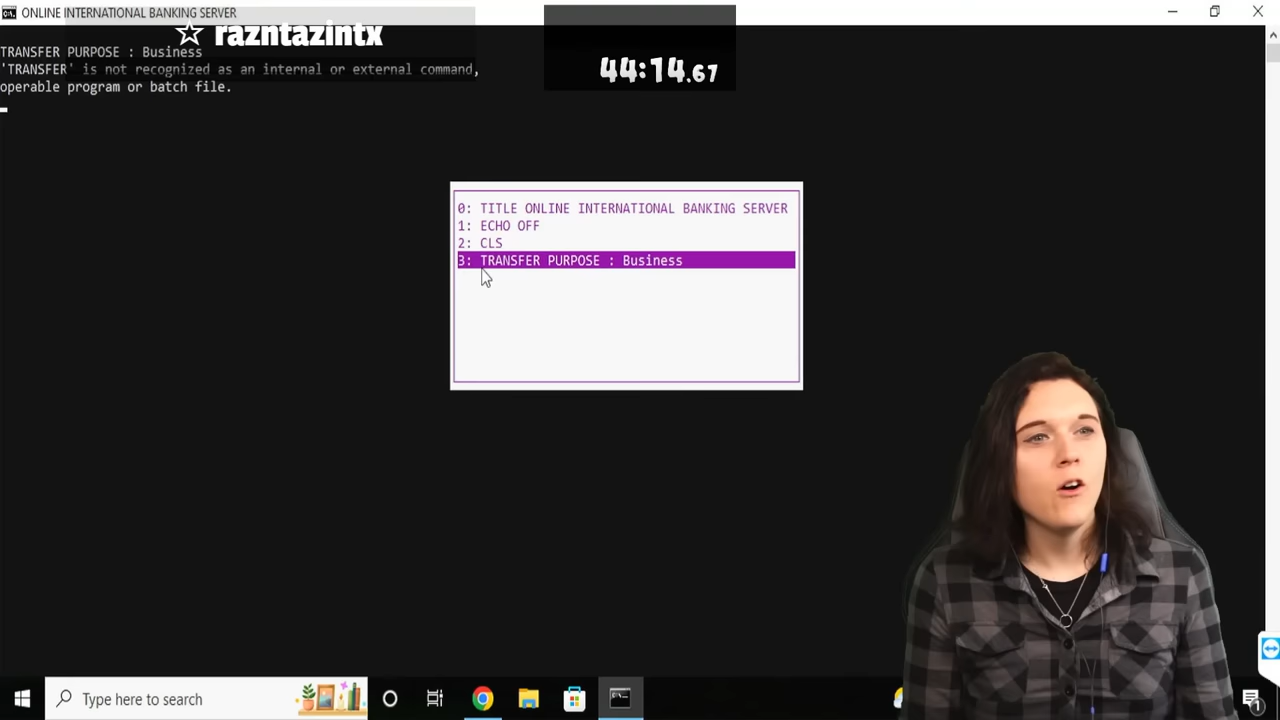 ONLINE INTERNATIONAL BANKING SERVER
☆ razntazintx
44:14.67
TRANSFER PURPOSE : Business
'TRANSFER' is not recognized as an internal or external command,
operable program or batch file.
0: TITLE ONLINE INTERNATIONAL BANKING SERVER
1: ECHO OFF
2: CLS
3: TRANSFER PURPOSE : Business
Type here to search
1